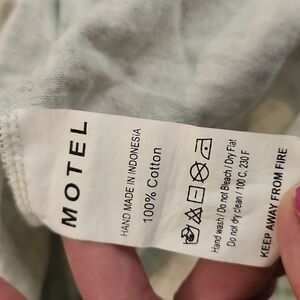 MOTEL
HAND MADE IN INDONESIA
100% Cotton
Hand wash / Do not Bleach / Dry Flat
Do not dry clean / 100 C, 230 F
KEEP AWAY FROM FIRE